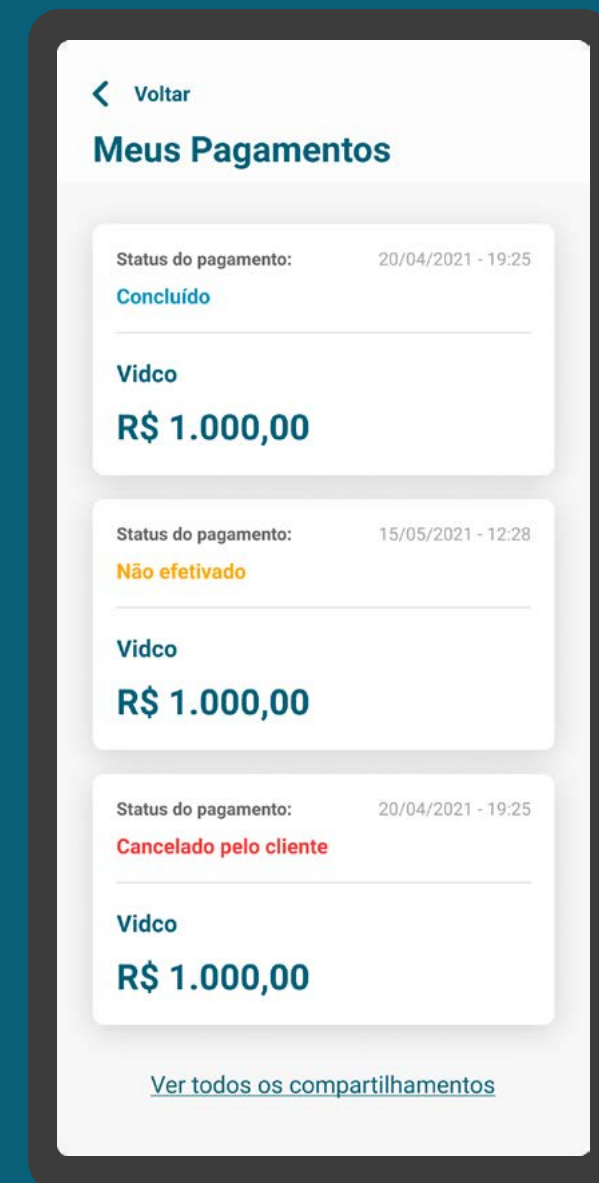 Voltar
Meus Pagamentos
Status do pagamento: 20/04/2021 - 19:25
Concluído
Vidco
R$ 1.000,00
Status do pagamento: 15/05/2021 - 12:28
Não efetivado
Vidco
R$ 1.000,00
Status do pagamento: 20/04/2021 - 19:25
Cancelado pelo cliente
Vidco
R$ 1.000,00
Ver todos os compartilhamentos